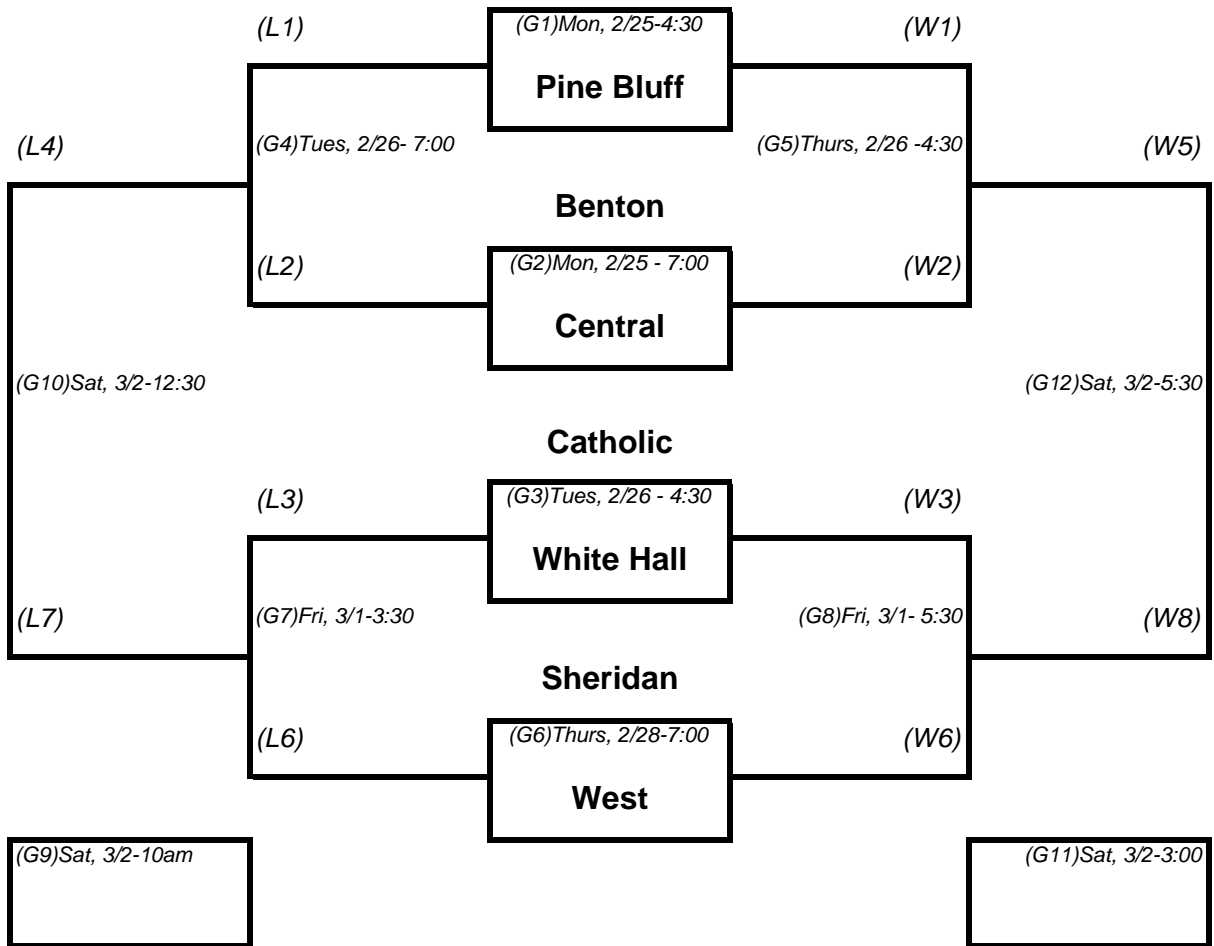 (L1) (G1)Mon, 2/25-4:30 (W1)
Pine Bluff
(L4) (G4)Tues, 2/26- 7:00 (G5)Thurs, 2/26 -4:30 (W5)
Benton
(L2) (G2)Mon, 2/25 - 7:00 (W2)
Central
(G10)Sat, 3/2-12:30 (G12)Sat, 3/2-5:30
Catholic
(L3) (G3)Tues, 2/26 - 4:30 (W3)
White Hall
(L7) (G7)Fri, 3/1-3:30 (G8)Fri, 3/1- 5:30 (W8)
Sheridan
(L6) (G6)Thurs, 2/28-7:00 (W6)
West
(G9)Sat, 3/2-10am (G11)Sat, 3/2-3:00